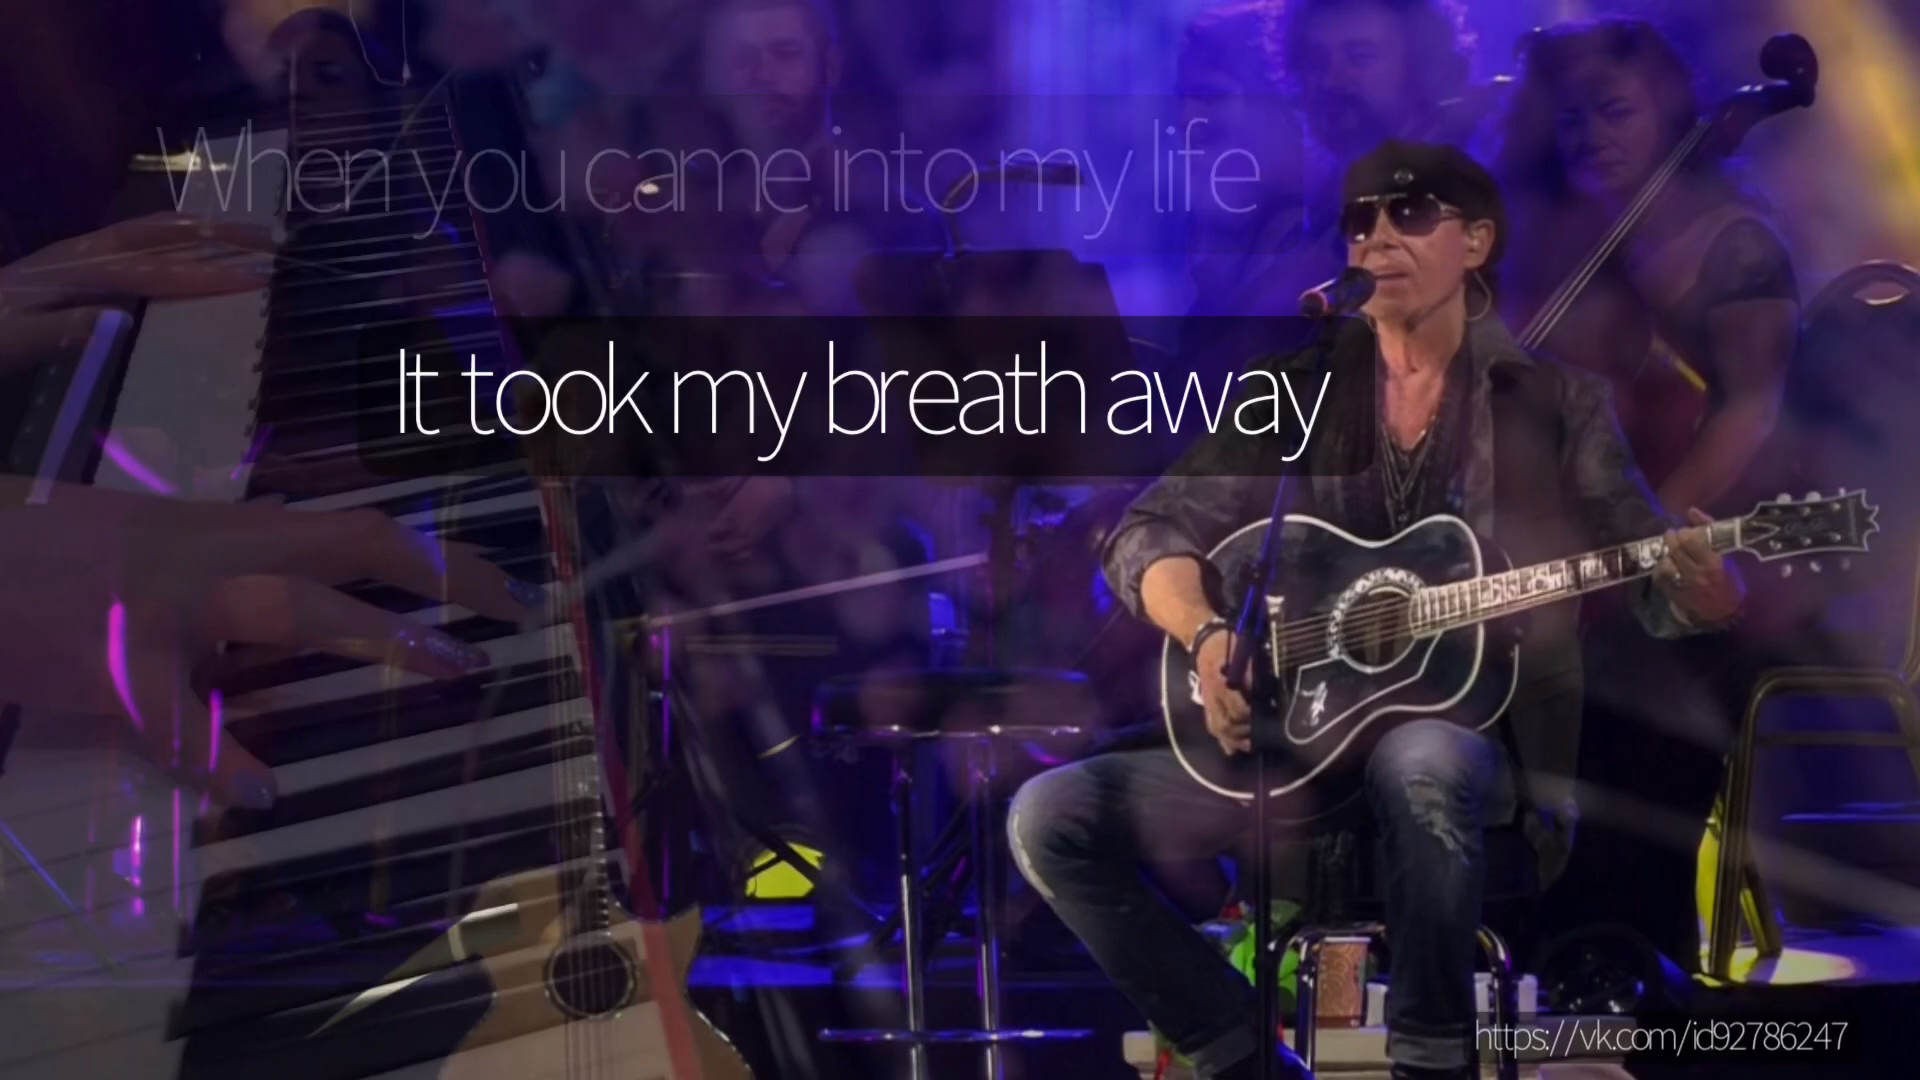 When you came into my life
It took my breath away
https://vk.com/id92786247